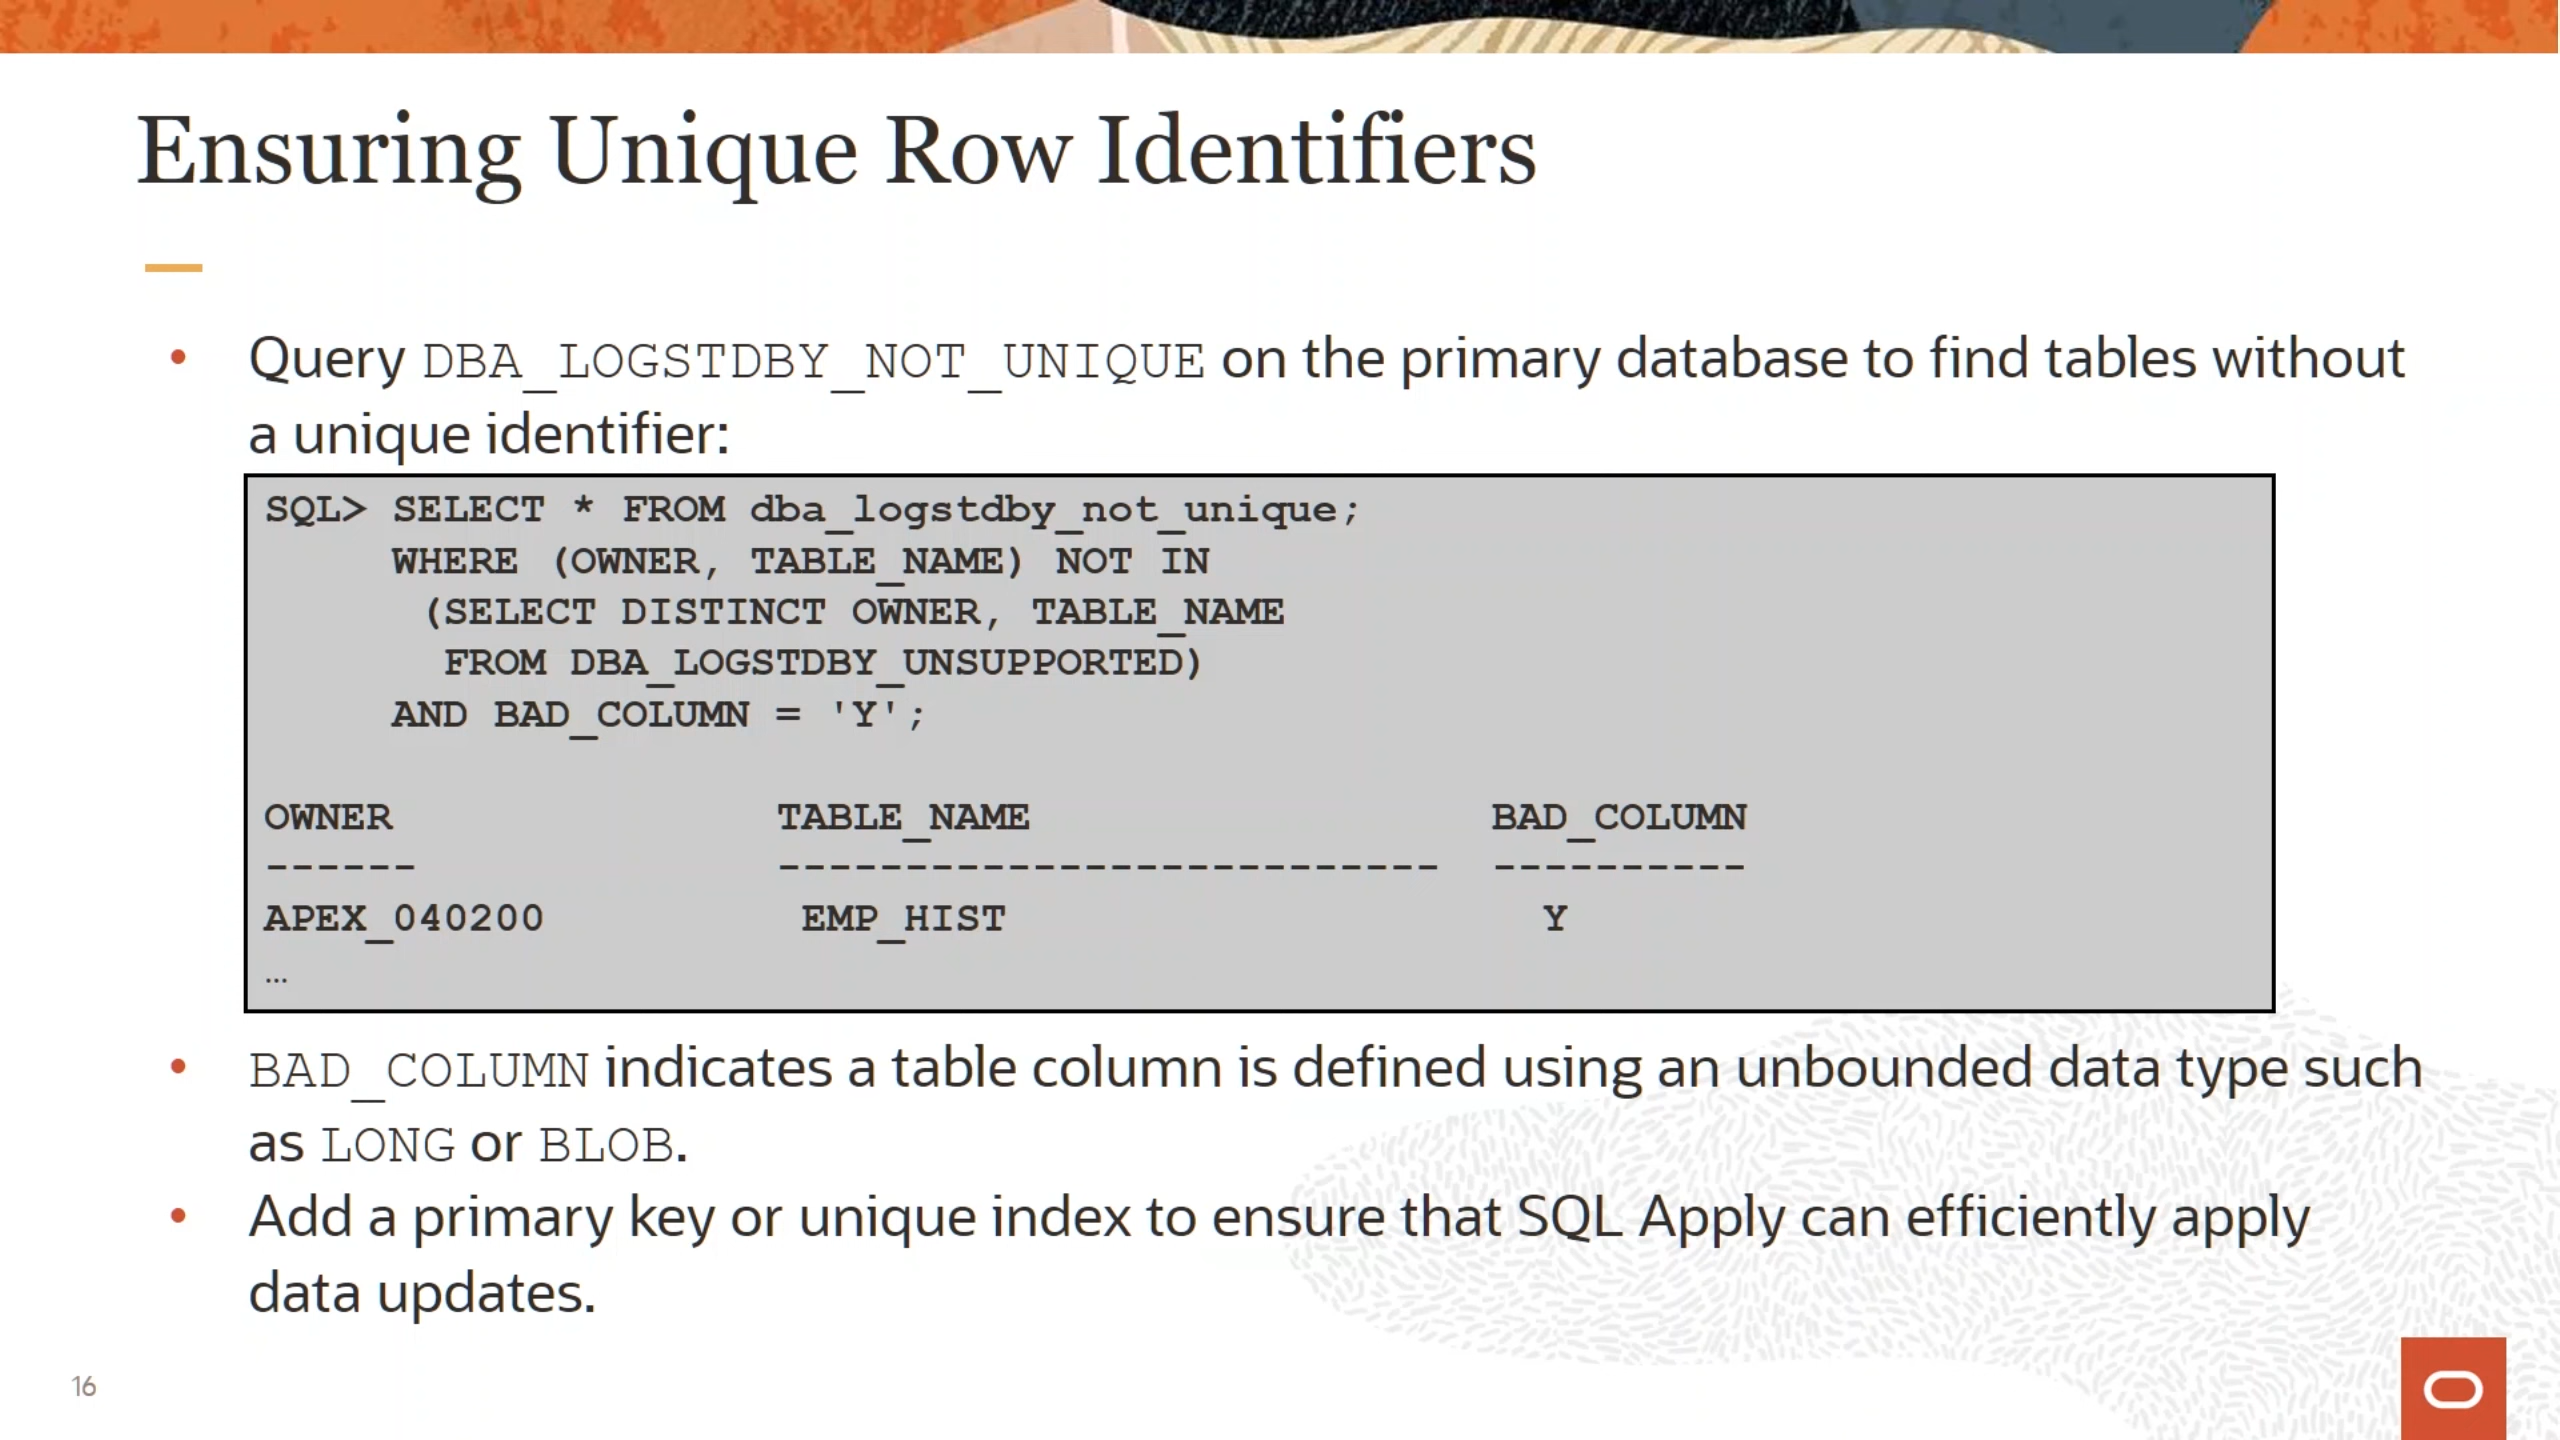 Ensuring Unique Row Identifiers
• Query DBA_LOGSTDBY_NOT_UNIQUE on the primary database to find tables without
a unique identifier:
SQL> SELECT * FROM dba_logstdby_not_unique;
WHERE (OWNER, TABLE_NAME) NOT IN
(SELECT DISTINCT OWNER, TABLE_NAME
FROM DBA_LOGSTDBY_UNSUPPORTED)
AND BAD_COLUMN = 'Y';
OWNER TABLE_NAME BAD_COLUMN
------ -------------------------- ----------
APEX_040200 EMP_HIST Y
…
• BAD_COLUMN indicates a table column is defined using an unbounded data type such
as LONG or BLOB.
• Add a primary key or unique index to ensure that SQL Apply can efficiently apply
data updates.
16